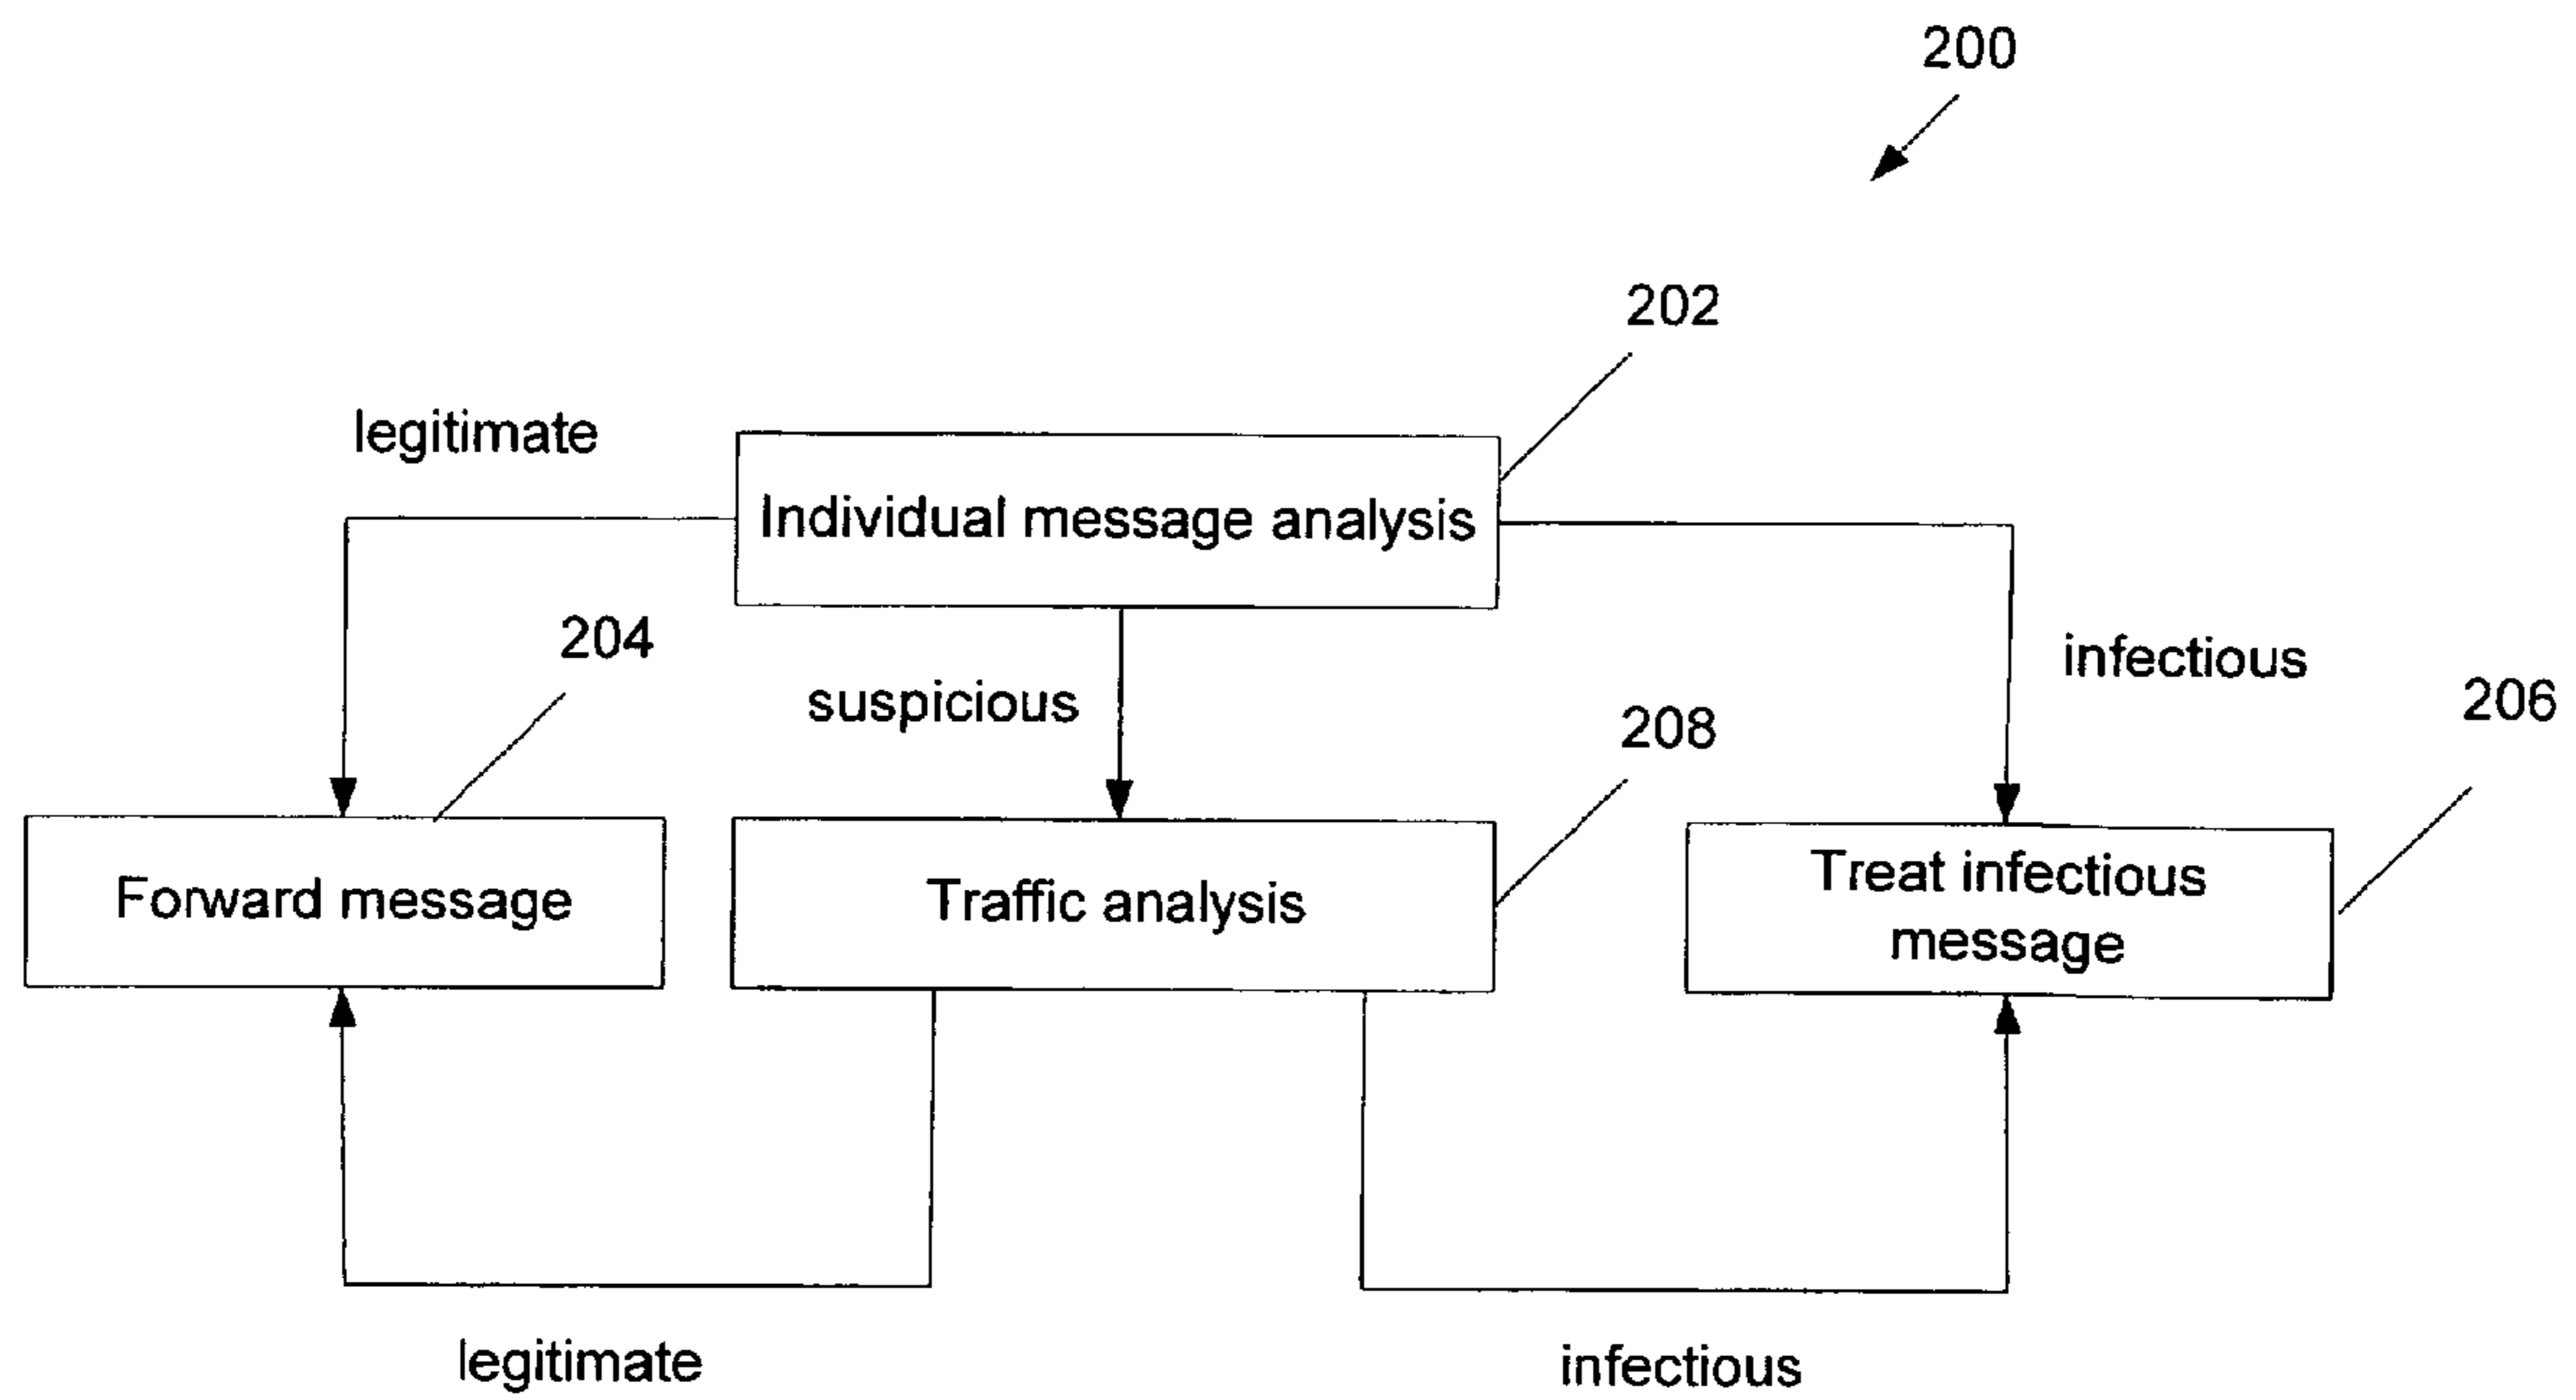 200
202
legitimate
Individual message analysis
204
infectious
suspicious
206
208
Forward message
Traffic analysis
Treat infectious
message
legitimate
infectious